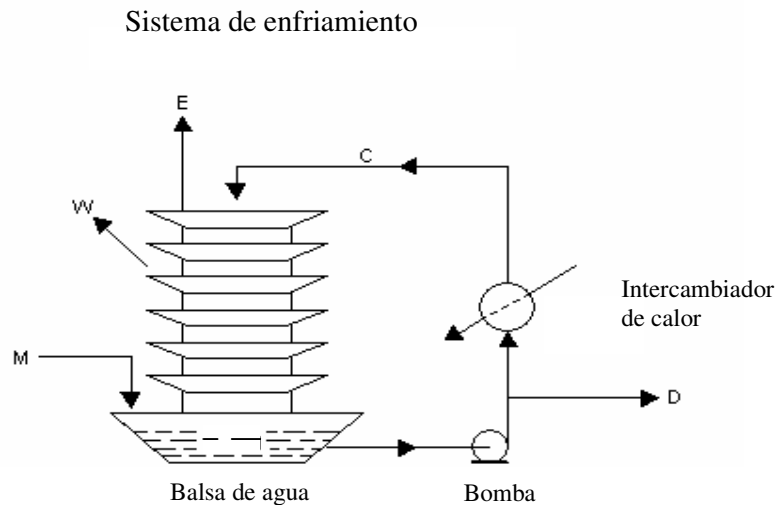 Sistema de enfriamiento
E
C
W
Intercambiador
de calor
M
D
Balsa de agua
Bomba